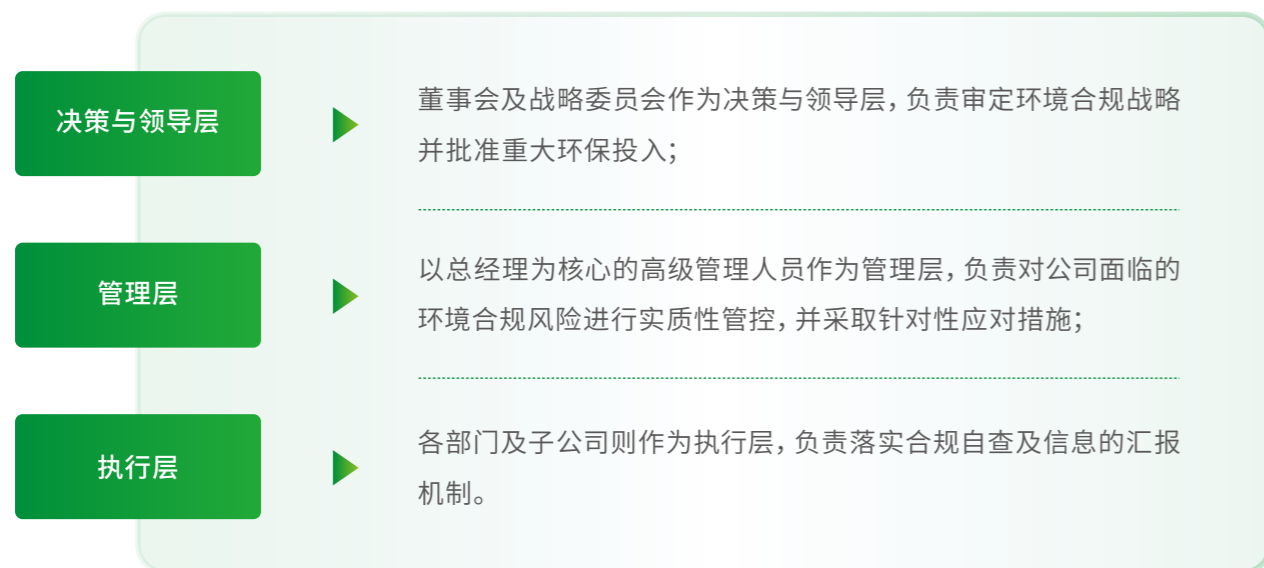 决策与领导层
董事会及战略委员会作为决策与领导层，负责审定环境合规战略
并批准重大环保投入；
管理层
以总经理为核心的高级管理人员作为管理层，负责对公司面临的
环境合规风险进行实质性管控，并采取针对性应对措施；
执行层
各部门及子公司则作为执行层，负责落实合规自查及信息的汇报
机制。